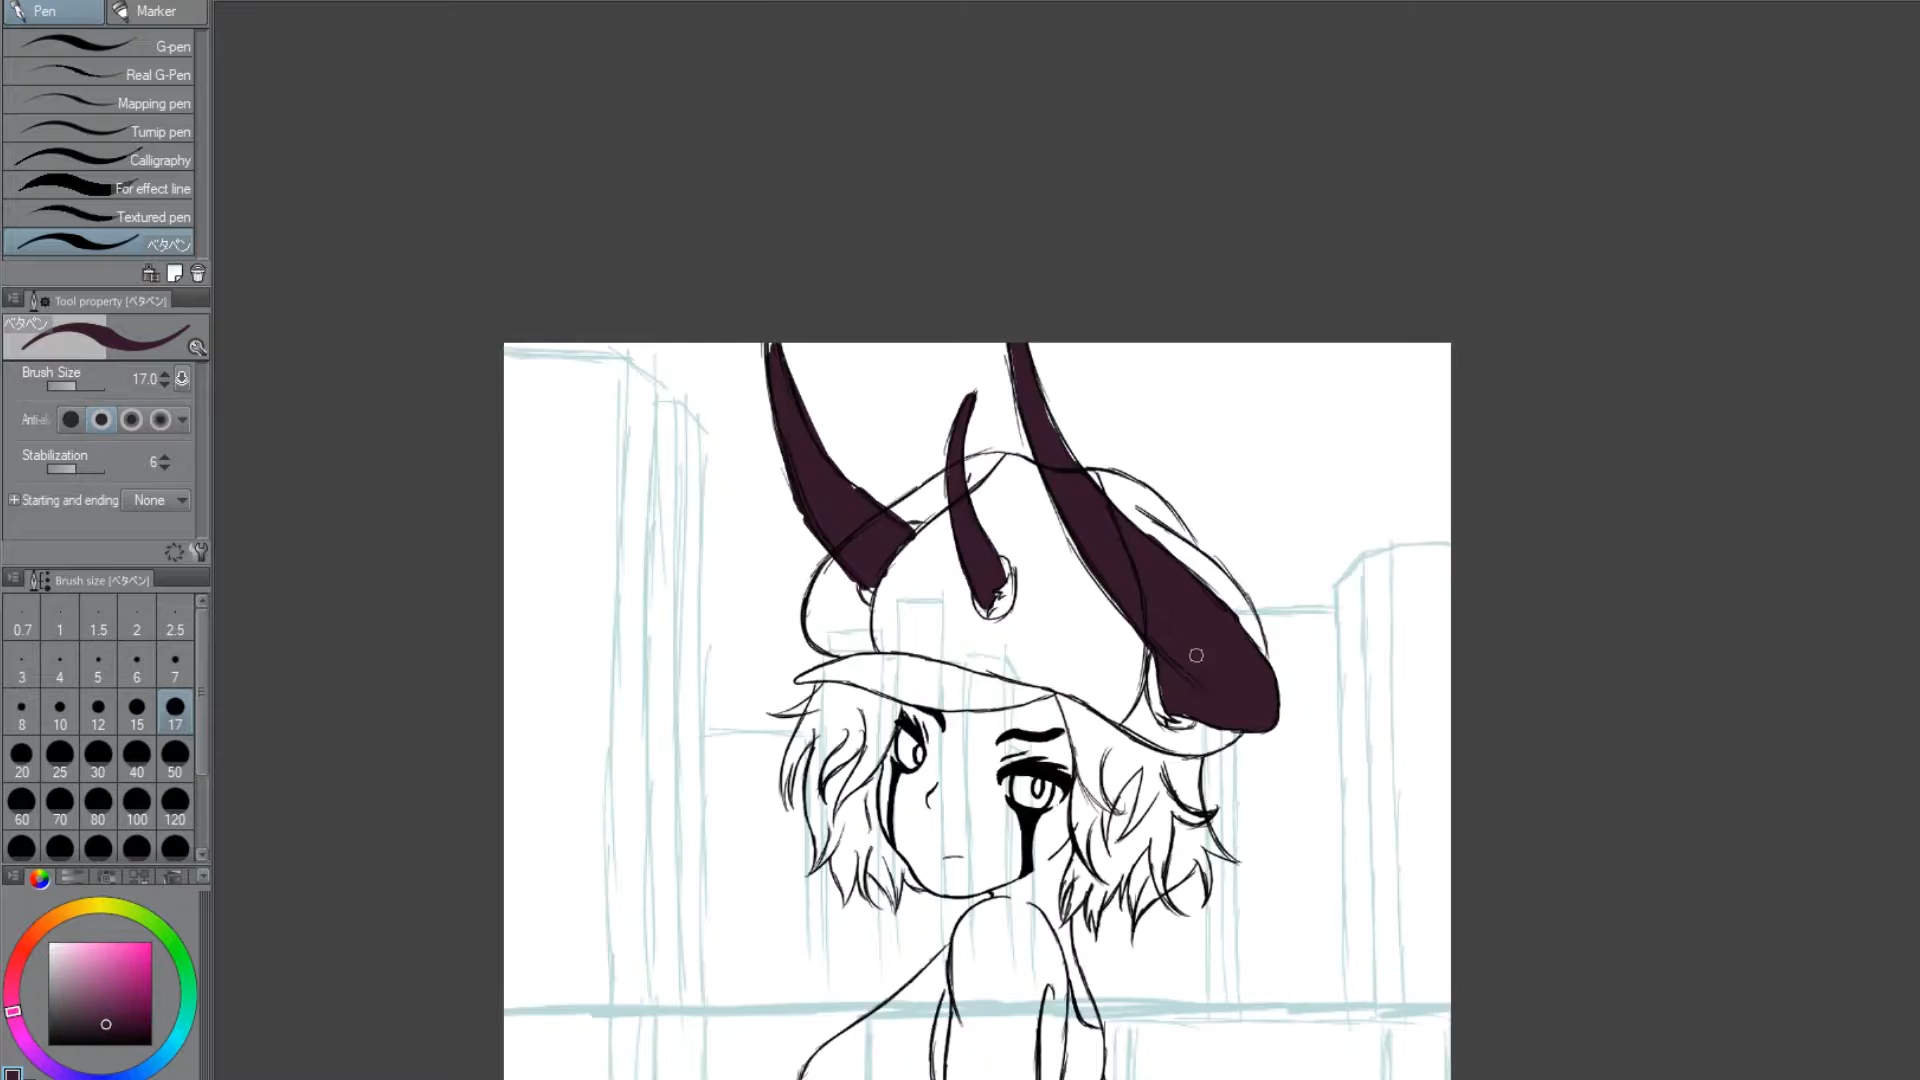 Pen Marker
G-pen
Real G-Pen
Mapping pen
Turnip pen
Calligraphy
For effect line
Textured pen
ベタペン
Tool property [ベタペン]
ベタペン
Brush Size 17.0
Anti-ali
Stabilization 6
Starting and ending None
Brush size [ベタペン]
0.7 1 1.5 2 2.5
3 4 5 6 7
8 10 12 15 17
20 25 30 40 50
60 70 80 100 120